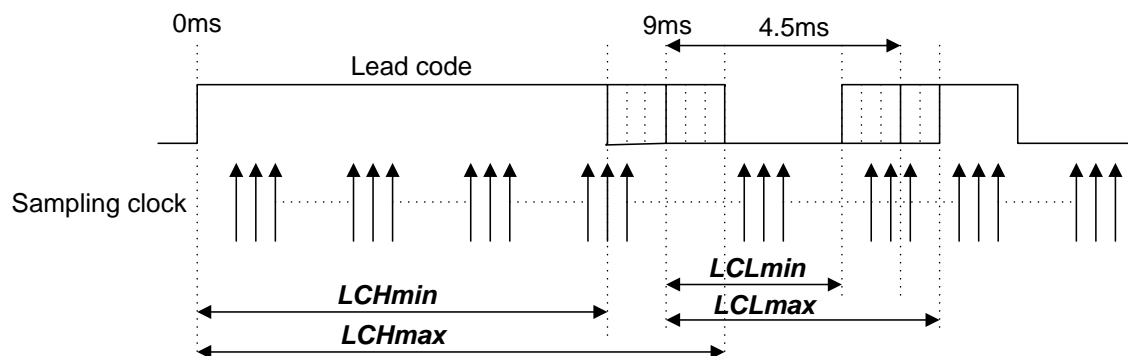 0ms
9ms
4.5ms
Lead code
Sampling clock
LCLmin
LCHmin
LCLmax
LCHmax